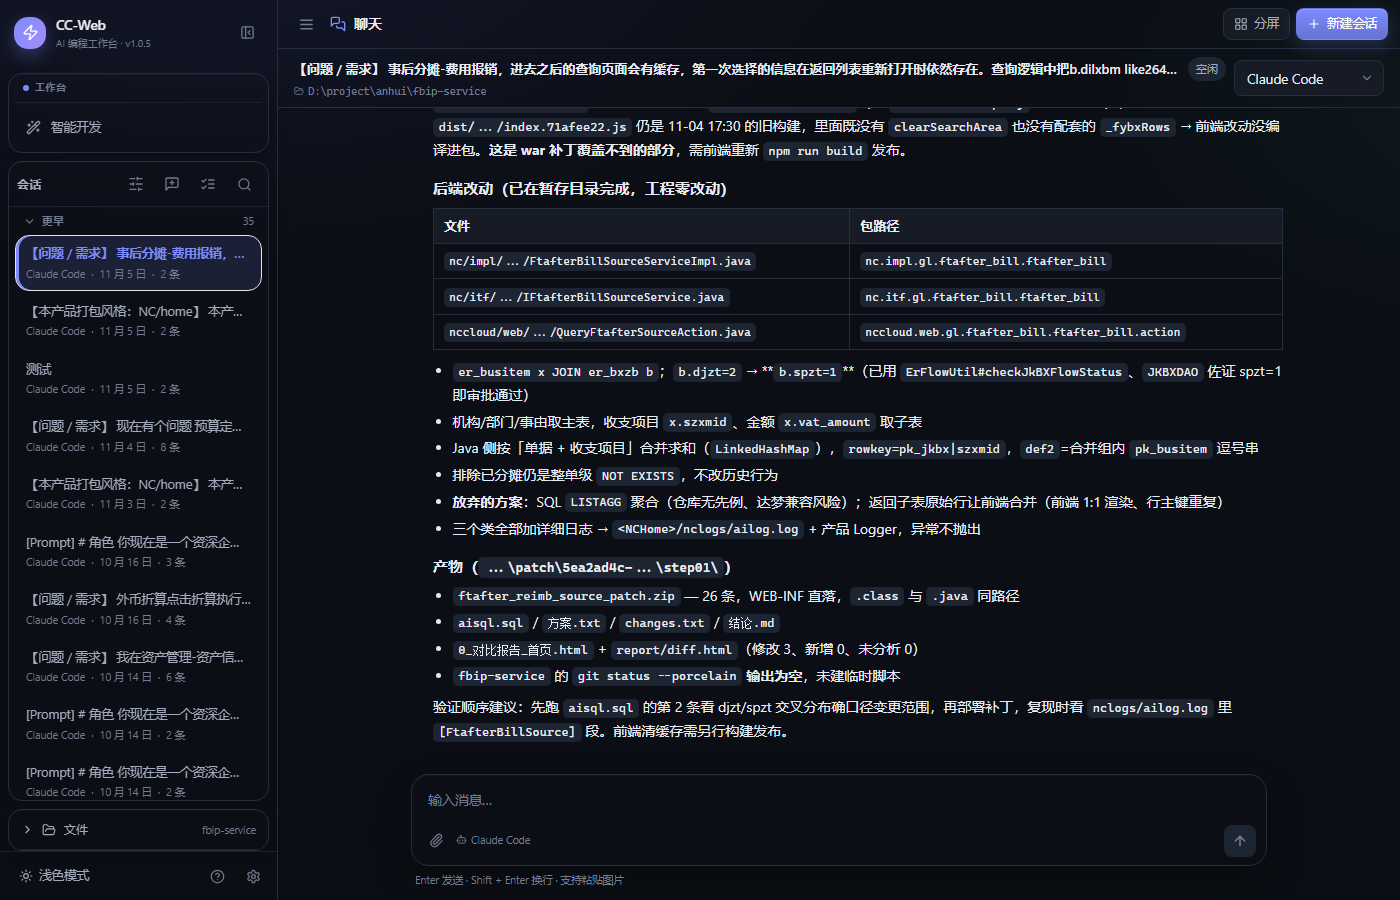 CC-Web
AI 编程工作台 · v1.0.5
工作台
智能开发
会话
更早
35
【问题 / 需求】 事后分摊-费用报销，...
Claude Code · 11 月 5 日 · 2 条
【本产品打包风格：NC/home】 本产...
Claude Code · 11 月 5 日 · 2 条
测试
Claude Code · 11 月 5 日 · 2 条
【问题 / 需求】 现在有个问题 预算定...
Claude Code · 11 月 4 日 · 8 条
【本产品打包风格：NC/home】 本产...
Claude Code · 11 月 3 日 · 2 条
[Prompt] # 角色 你现在是一个资深企...
Claude Code · 10 月 16 日 · 3 条
【问题 / 需求】 外币折算点击折算执行...
Claude Code · 10 月 16 日 · 4 条
【问题 / 需求】 我在资产管理-资产信...
Claude Code · 10 月 14 日 · 6 条
[Prompt] # 角色 你现在是一个资深企...
Claude Code · 10 月 14 日 · 2 条
[Prompt] # 角色 你现在是一个资深企...
Claude Code · 10 月 14 日 · 2 条
文件
fbip-service
浅色模式
聊天
分屏
新建会话
【问题 / 需求】 事后分摊-费用报销，进去之后的查询页面会有缓存，第一次选择的信息在返回列表重新打开时依然存在。查询逻辑中把b.dilxbm like264...
空闲
Claude Code
D:\project\anhui\fbip-service
dist/ ... /index.71afee22.js 仍是 11-04 17:30 的旧构建，里面既没有 clearSearchArea 也没有配套的 _fybxRows → 前端改动没编
译进包。这是 war 补丁覆盖不到的部分，需前端重新 npm run build 发布。
后端改动（已在暂存目录完成，工程零改动）
文件 包路径
nc/impl/ ... /FtafterBillSourceServiceImpl.java nc.impl.gl.ftafter_bill.ftafter_bill
nc/itf/ ... /IFtafterBillSourceService.java nc.itf.gl.ftafter_bill.ftafter_bill
nccloud/web/ ... /QueryFtafterSourceAction.java nccloud.web.gl.ftafter_bill.ftafter_bill.action
er_busitem x JOIN er_bxzb b ；b.djzt=2 → ** b.spzt=1 **（已用 ErFlowUtil#checkJkBXFlowStatus 、 JKBXDAO 佐证 spzt=1
即审批通过）
机构/部门/事由取主表，收支项目 x.szxmid 、金额 x.vat_amount 取子表
Java 侧按「单据 + 收支项目」合并求和（ LinkedHashMap ），rowkey=pk_jkbx|szxmid ，def2 =合并组内 pk_busitem 逗号串
排除已分摊仍是整单级 NOT EXISTS ，不改历史行为
放弃的方案：SQL LISTAGG 聚合（仓库无先例、达梦兼容风险）；返回子表原始行让前端合并（前端 1:1 渲染、行主键重复）
三个类全部加详细日志 → <NCHome>/nclogs/ailog.log + 产品 Logger，异常不抛出
产物（ ...\patch\5ea2ad4c- ... \step01\ ）
ftafter_reimb_source_patch.zip — 26 条，WEB-INF 直落，.class 与 .java 同路径
aisql.sql / 方案.txt / changes.txt / 结论.md
0_对比报告_首页.html + report/diff.html （修改 3、新增 0、未分析 0）
fbip-service 的 git status --porcelain 输出为空，未建临时脚本
验证顺序建议：先跑 aisql.sql 的第 2 条看 djzt/spzt 交叉分布确口径变更范围，再部署补丁，复现时看 nclogs/ailog.log 里
[FtafterBillSource] 段。前端清缓存需另行构建发布。
输入消息...
Claude Code
Enter 发送 · Shift + Enter 换行 · 支持粘贴图片